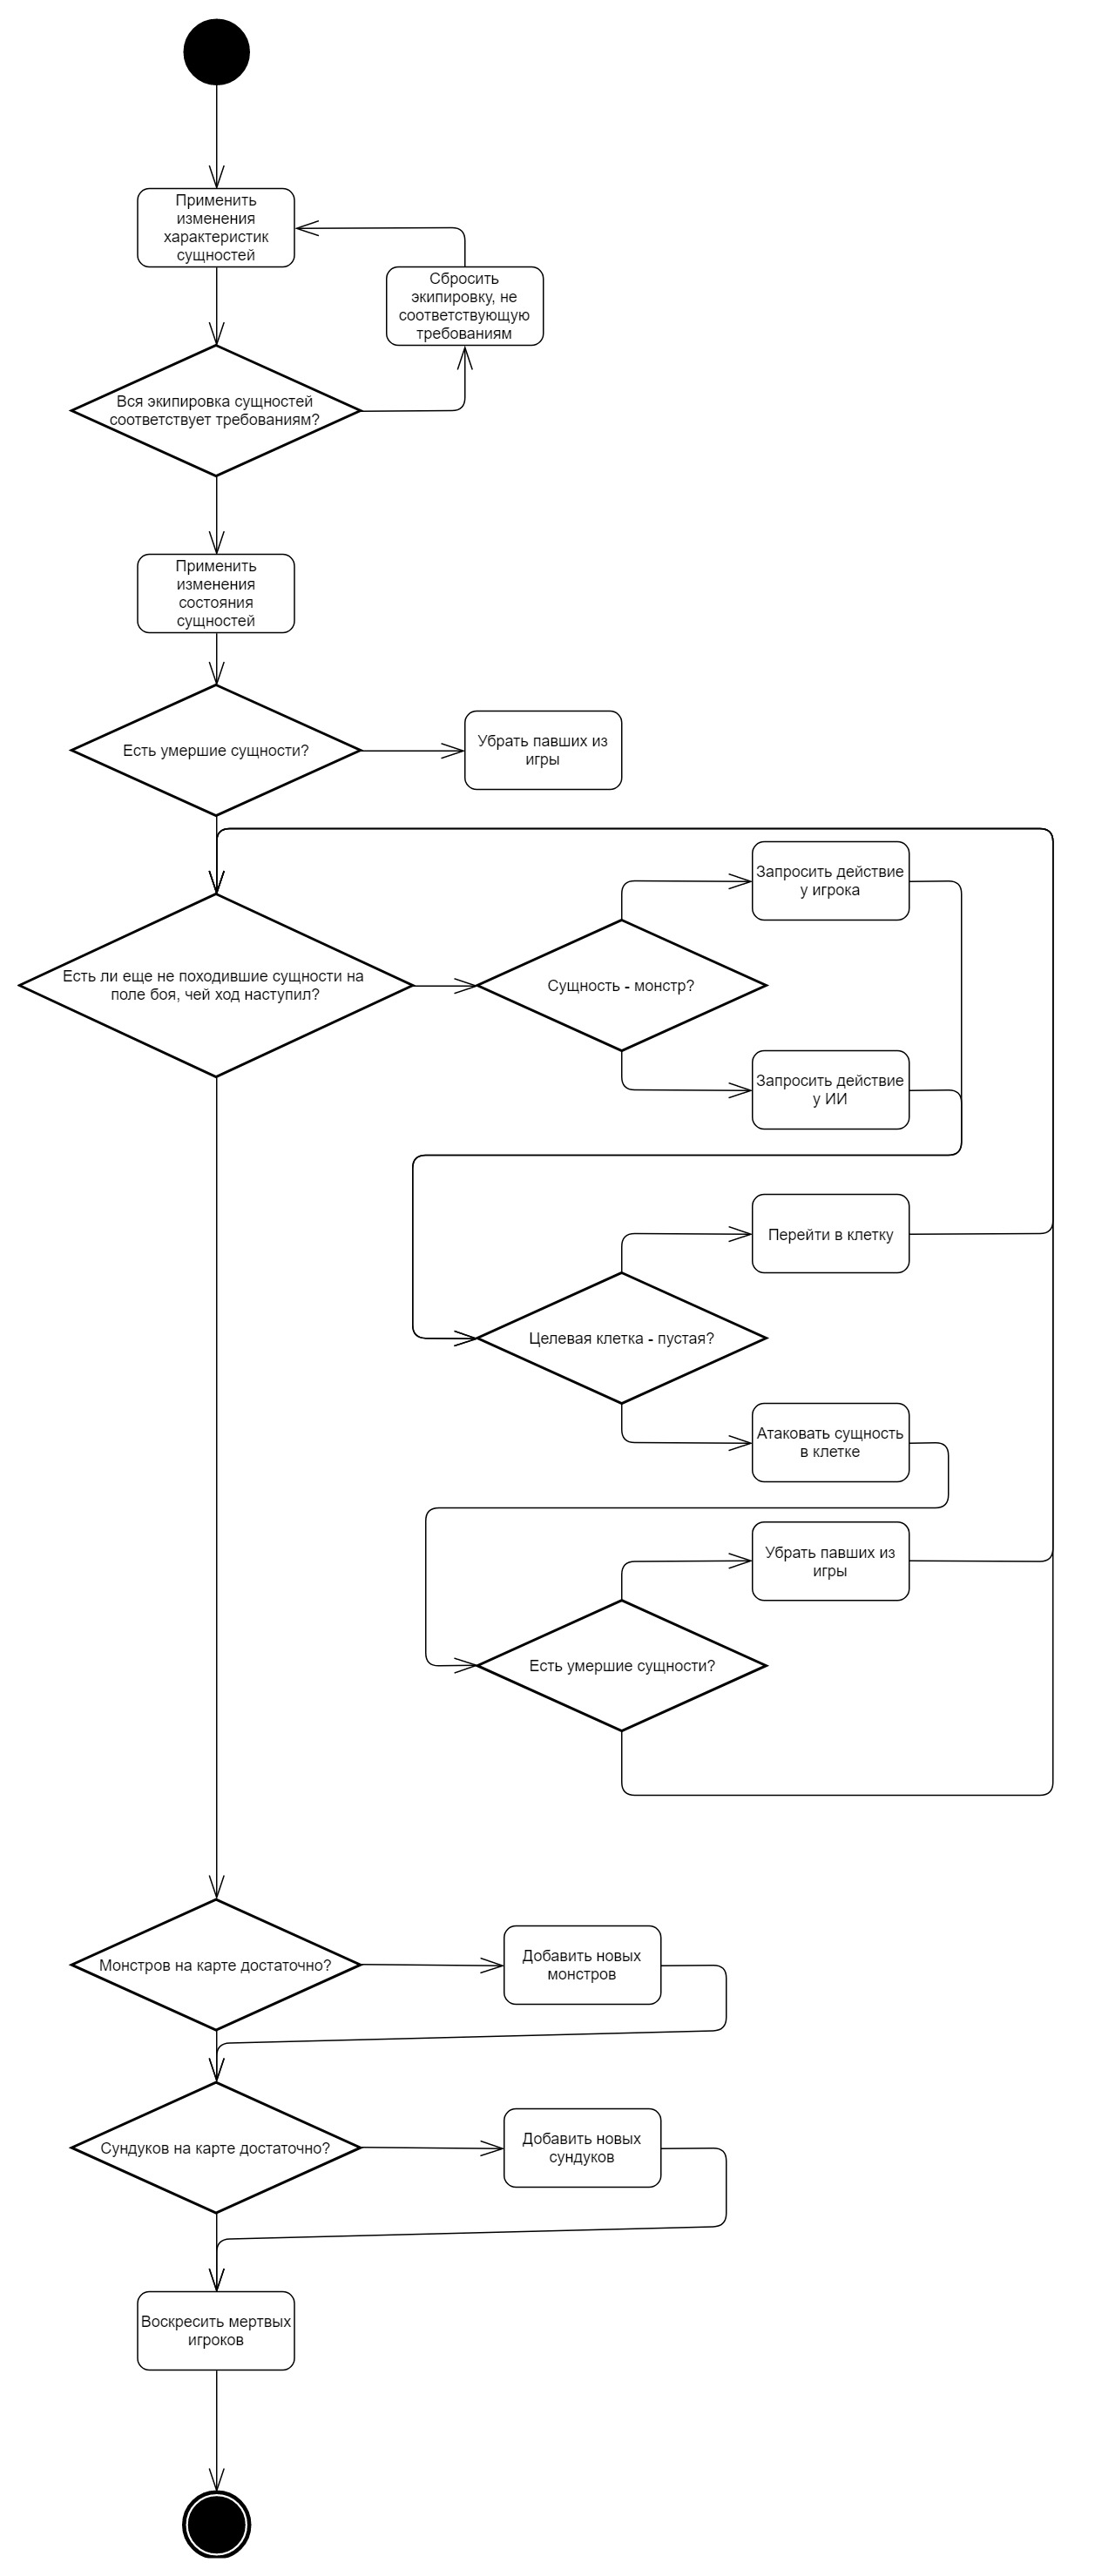 Применить
изменения
характеристик
сущностей
Сбросить
экипировку, не
соответствующую
требованиям
Вся экипировка сущностей
соответствует требованиям?
Применить
изменения
состояния
сущностей
Есть умершие сущности?
Убрать павших из
игры
Запросить действие
у игрока
Есть ли еще не походившие сущности на
поле боя, чей ход наступил?
Сущность - монстр?
Запросить действие
у ИИ
Перейти в клетку
Целевая клетка - пустая?
Атаковать сущность
в клетке
Убрать павших из
игры
Есть умершие сущности?
Монстров на карте достаточно?
Добавить новых
монстров
Сундуков на карте достаточно?
Добавить новых
сундуков
Воскресить мертвых
игроков